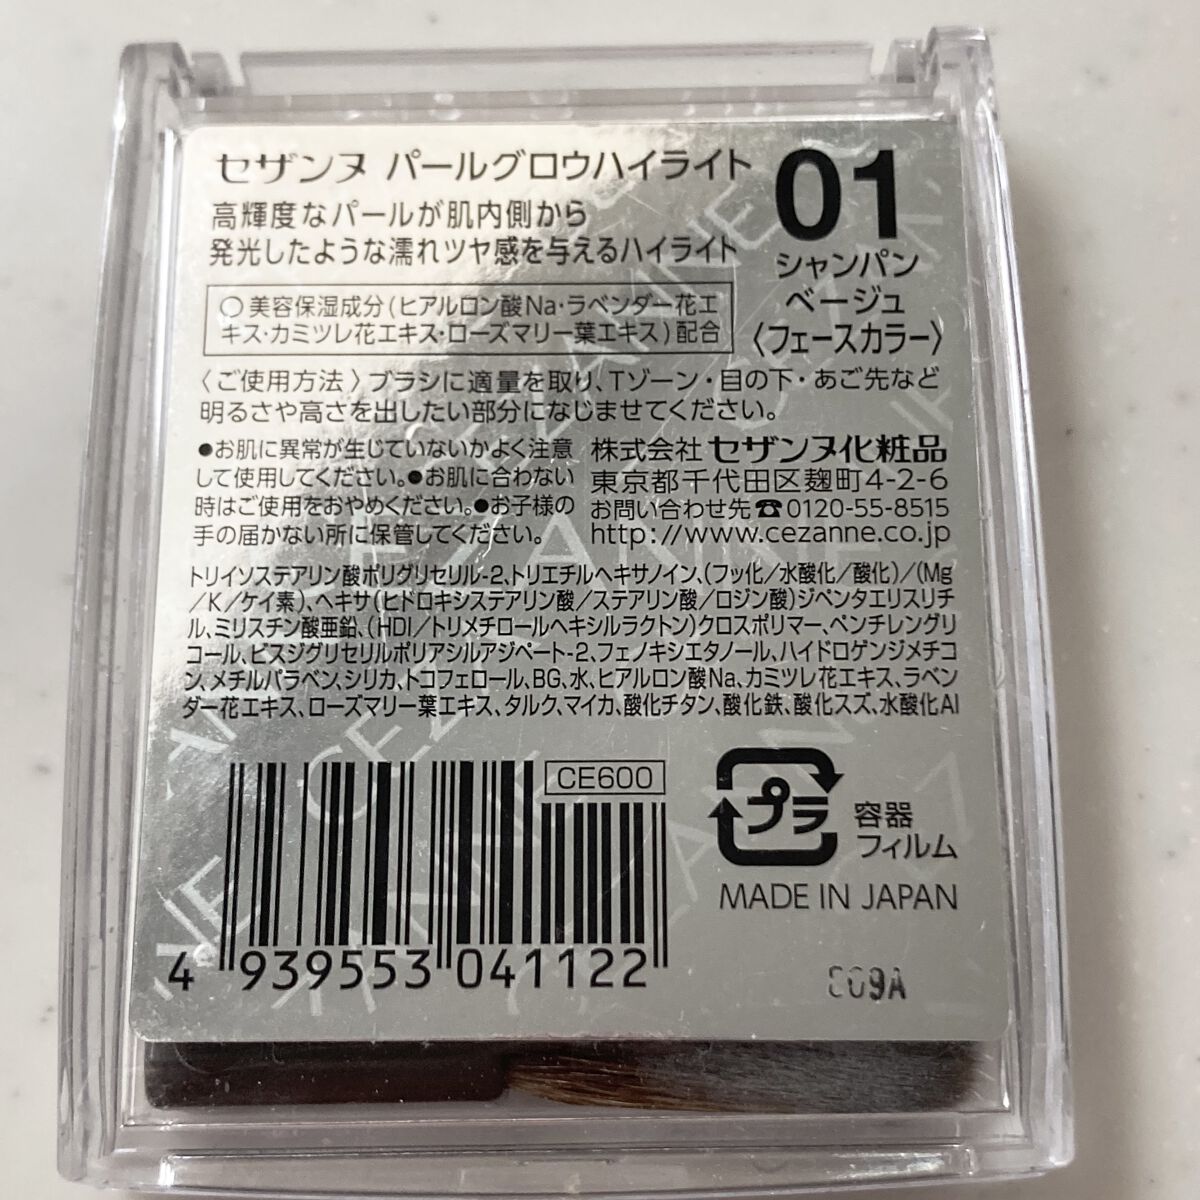 セザンヌ パールグロウハイライト
01
高輝度なパールが肌内側から
発光したような濡れツヤ感を与えるハイライト
シャンパン
ベージュ
〈フェースカラー〉
○美容保湿成分(ヒアルロン酸Na・ラベンダー花エ
キス・カミツレ花エキス・ローズマリー葉エキス)配合
〈ご使用方法〉ブラシに適量を取り、Tゾーン・目の下・あご先など
明るさや高さを出したい部分になじませてください。
●お肌に異常が生じていないかよく注意
して使用してください。●お肌に合わない
時はご使用をおやめください。●お子様の
手の届かない所に保管してください。
株式会社 セザンヌ化粧品
東京都千代田区麹町4-2-6
お問い合わせ先☎0120-55-8515
http://www.cezanne.co.jp
トリイソステアリン酸ポリグリセリル-2、トリエチルヘキサノイン、(フッ化/水酸化/酸化)/(Mg
/K/ケイ素)、ヘキサ(ヒドロキシステアリン酸/ステアリン酸/ロジン酸)ジペンタエリスリチ
ル、ミリスチン酸亜鉛、(HDI/トリメチロールヘキシルラクトン)クロスポリマー、ペンチレングリ
コール、ビスジグリセリルポリアシルアジペート-2、フェノキシエタノール、ハイドロゲンジメチコ
ン、メチルパラベン、シリカ、トコフェロール、BG、水、ヒアルロン酸Na、カミツレ花エキス、ラベン
ダー花エキス、ローズマリー葉エキス、タルク、マイカ、酸化チタン、酸化鉄、酸化スズ、水酸化Al
CE600
4 939553 041122
プラ
容器
フィルム
MADE IN JAPAN